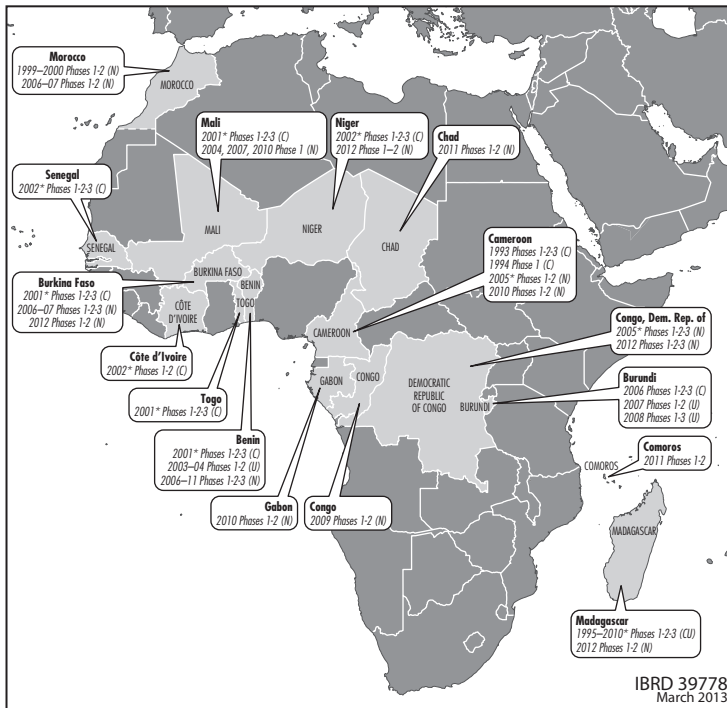 Morocco
1999–2000 Phases 1-2 (N)
2006–07 Phases 1-2 (N)
MOROCCO
Mali
2001* Phases 1-2-3 (C)
2004, 2007, 2010 Phase 1 (N)
Niger
2002* Phases 1-2-3 (C)
2012 Phase 1–2 (N)
Chad
2011 Phases 1-2 (N)
Senegal
2002* Phases 1-2-3 (C)
SENEGAL
MALI
NIGER
CHAD
Cameroon
1993 Phases 1-2-3 (C)
1994 Phase 1 (C)
2005* Phases 1-2 (N)
2010 Phases 1-2 (N)
Burkina Faso
2001* Phases 1-2-3 (C)
2006–07 Phases 1-2-3 (N)
2012 Phases 1-2 (N)
BURKINA FASO
BENIN
TOGO
CÔTE
D'IVOIRE
CAMEROON
Congo, Dem. Rep. of
2005* Phases 1-2-3 (N)
2012 Phases 1-2-3 (N)
Côte d’Ivoire
2002* Phases 1-2 (C)
GABON
CONGO
DEMOCRATIC
REPUBLIC
OF CONGO
BURUNDI
Burundi
2006 Phases 1-2-3 (C)
2007 Phases 1-2 (U)
2008 Phases 1-3 (U)
Togo
2001* Phases 1-2-3 (C)
Benin
2001* Phases 1-2-3 (C)
2003–04 Phases 1-2 (U)
2006–11 Phases 1-2-3 (N)
Comoros
2011 Phases 1-2
COMOROS
Gabon
2010 Phases 1-2 (N)
Congo
2009 Phases 1-2 (N)
MADAGASCAR
Madagascar
1995–2010* Phases 1-2-3 (CU)
2012 Phases 1-2 (N)
IBRD 39778
March 2013